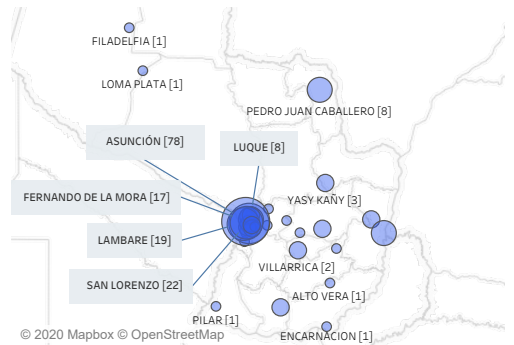 FILADELFIA [1]
LOMA PLATA [1]
PEDRO JUAN CABALLERO [8]
ASUNCIÓN [78]
LUQUE [8]
FERNANDO DE LA MORA [17]
YASY KAÑY [3]
LAMBARE [19]
VILLARRICA [2]
SAN LORENZO [22]
ALTO VERA [1]
PILAR [1]
ENCARNACION [1]
© 2020 Mapbox © OpenStreetMap